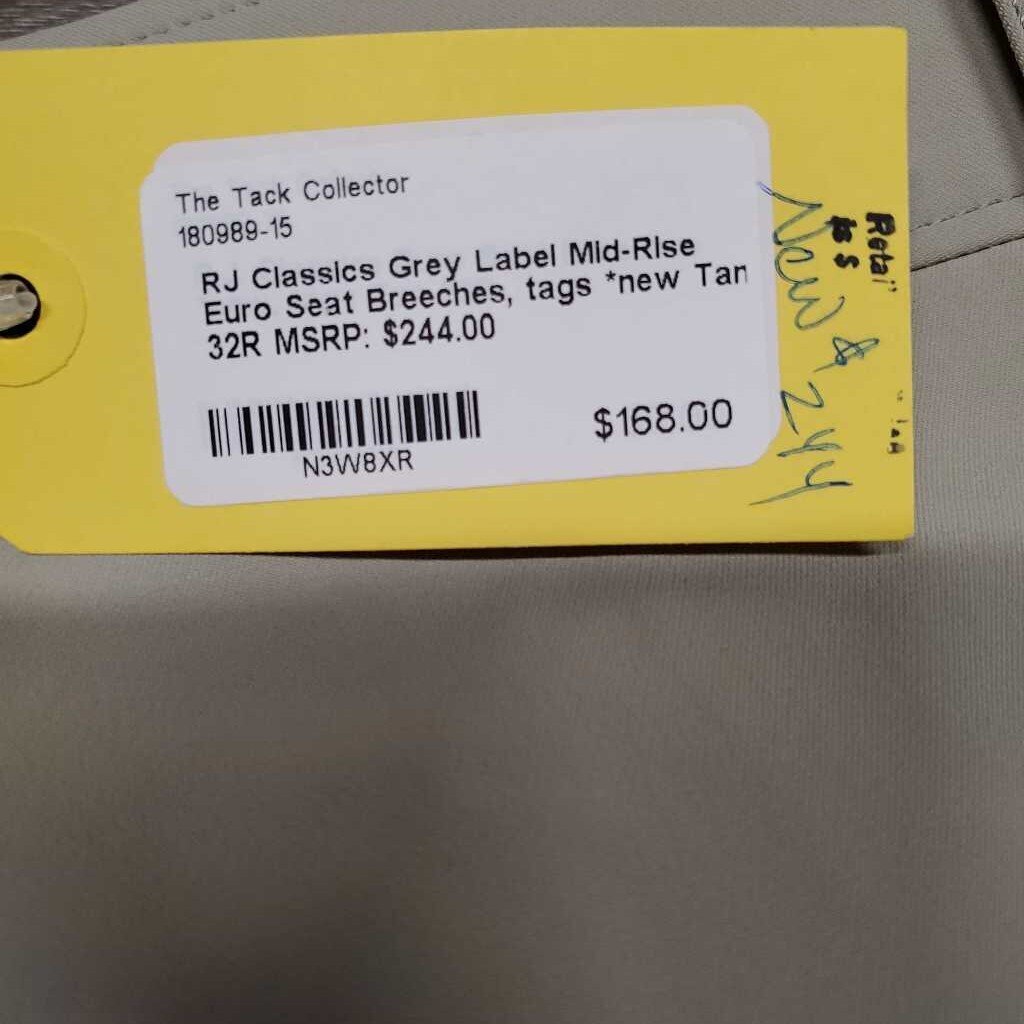 The Tack Collector
180989-15
RJ Classics Grey Label Mid-Rise
Euro Seat Breeches, tags *new Tan
32R MSRP: $244.00
N3W8XR
$168.00
New $ 244
Retail
is $